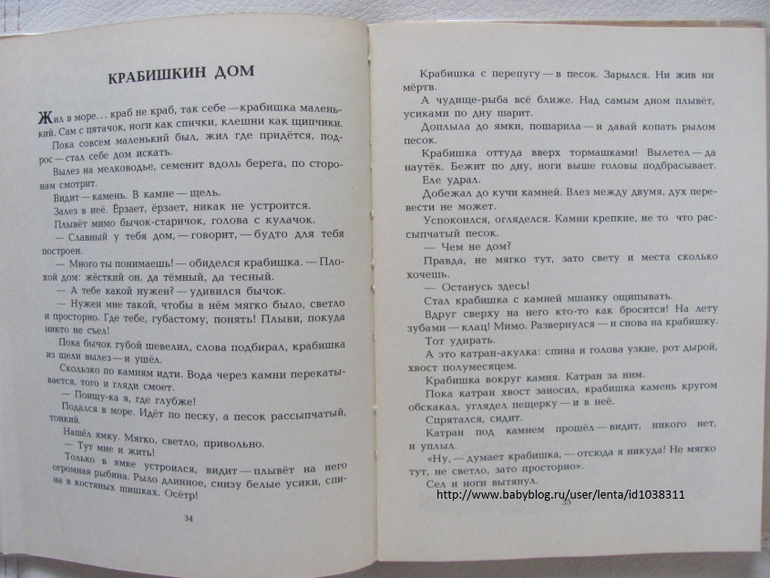 КРАБИШКИН ДОМ
Жил в море... краб не краб, так себе — крабишка малень-
кий. Сам с пятачок, ноги как спички, клешни как щипчики.
Пока совсем маленький был, жил где придётся, под-
рос — стал себе дом искать.
Вылез на мелководье, семенит вдоль берега, по сторо-
нам смотрит.
Видит — камень. В камне — щель.
Залез в неё. Ёрзает, ёрзает, никак не устроится.
Плывёт мимо бычок-старичок, голова с кулачок.
— Славный у тебя дом, — говорит, — будто для тебя
построен.
— Много ты понимаешь! — обиделся крабишка. — Пло-
хой дом: жёсткий он, да тёмный, да тесный.
— А тебе какой нужен? — удивился бычок.
— Нужен мне такой, чтобы в нём мягко было, светло
и просторно. Где тебе, губастому, понять! Плыви, покуда
никто не съел!
Пока бычок губой шевелил, слова подбирал, крабишка
из щели вылез — и ушёл.
Скользко по камням идти. Вода через камни перекаты-
вается, того и гляди смоет.
— Поищу-ка я, где глубже!
Подался в море. Идёт по песку, а песок рассыпчатый,
тонкий.
Нашёл ямку. Мягко, светло, привольно.
— Тут мне и жить!
Только в ямке устроился, видит — плывёт на него
огромная рыбина. Рыло длинное, снизу белые усики, спи-
на в костяных шишках. Осётр!
34
Крабишка с перепугу — в песок. Зарылся. Ни жив ни
мёртв.
А чудище-рыба всё ближе. Над самым дном плывёт,
усиками по дну шарит.
Доплыла до ямки, пошарила — и давай копать рылом
песок.
Крабишка оттуда вверх тормашками! Вылетел — да
наутёк. Бежит по дну, ноги выше головы подбрасывает.
Еле удрал.
Добежал до кучи камней. Влез между двумя, дух пере-
вести не может.
Успокоился, огляделся. Камни крепкие, не то что рас-
сыпчатый песок.
— Чем не дом?
Правда, не мягко тут, зато свету и места сколько
хочешь.
— Останусь здесь!
Стал крабишка с камней мшанку ощипывать.
Вдруг сверху на него кто-то как бросится! На лету
зубами — клац! Мимо. Развернулся — и снова на крабишку.
Тот удирать.
А это катран-акулка: спина и голова узкие, рот дырой,
хвост полумесяцем.
Крабишка вокруг камня. Катран за ним.
Пока катран хвост заносил, крабишка камень кругом
обскакал, углядел пещерку — и в неё.
Спрятался, сидит.
Катран под камнем прошёл — видит, никого нет,
и уплыл.
«Ну, — думает крабишка, — отсюда я никуда! Не мягко
тут, не светло, зато просторно».
Сел и ноги вытянул.
http://www.babyblog.ru/user/lenta/id1038311
35